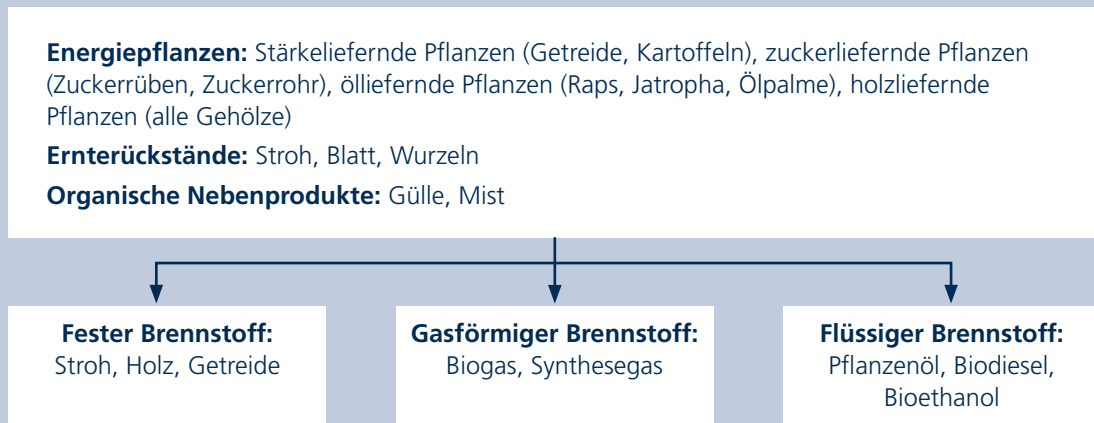 Energiepflanzen: Stärkeliefernde Pflanzen (Getreide, Kartoffeln), zuckerliefernde Pflanzen
(Zuckerrüben, Zuckerrohr), ölliefernde Pflanzen (Raps, Jatropha, Ölpalme), holzliefernde
Pflanzen (alle Gehölze)
Ernterückstände: Stroh, Blatt, Wurzeln
Organische Nebenprodukte: Gülle, Mist
Fester Brennstoff:
Stroh, Holz, Getreide
Gasförmiger Brennstoff:
Biogas, Synthesegas
Flüssiger Brennstoff:
Pflanzenöl, Biodiesel,
Bioethanol